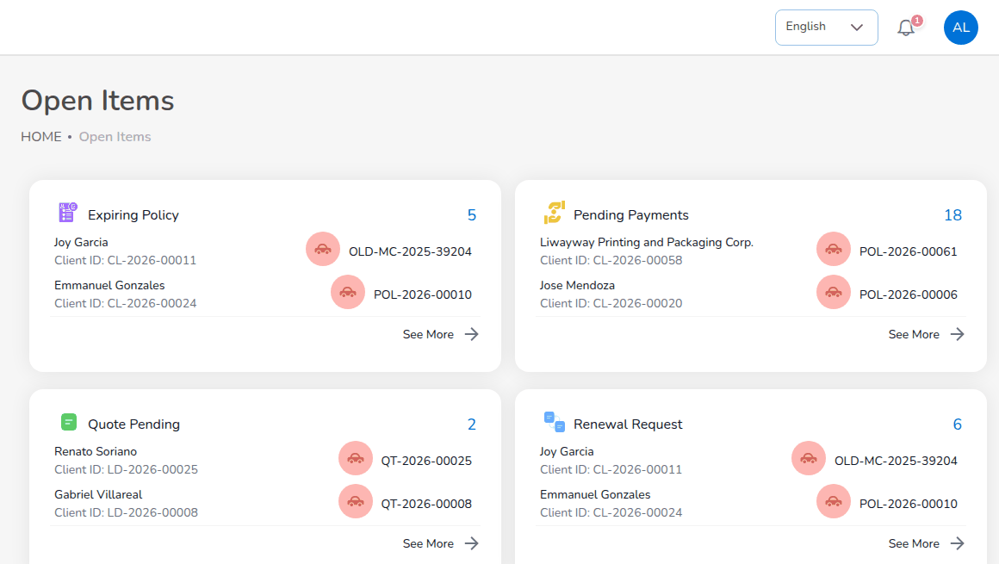 English
1
AL
Open Items
HOME • Open Items
Expiring Policy 5
Joy Garcia
Client ID: CL-2026-00011
OLD-MC-2025-39204
Emmanuel Gonzales
Client ID: CL-2026-00024
POL-2026-00010
See More
Pending Payments 18
Liwayway Printing and Packaging Corp.
Client ID: CL-2026-00058
POL-2026-00061
Jose Mendoza
Client ID: CL-2026-00020
POL-2026-00006
See More
Quote Pending 2
Renato Soriano
Client ID: LD-2026-00025
QT-2026-00025
Gabriel Villareal
Client ID: LD-2026-00008
QT-2026-00008
See More
Renewal Request 6
Joy Garcia
Client ID: CL-2026-00011
OLD-MC-2025-39204
Emmanuel Gonzales
Client ID: CL-2026-00024
POL-2026-00010
See More